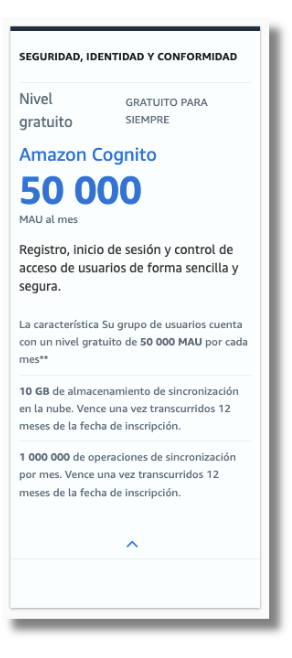 SEGURIDAD, IDENTIDAD Y CONFORMIDAD
Nivel
gratuito
GRATUITO PARA
SIEMPRE
Amazon Cognito
50 000
MAU al mes
Registro, inicio de sesión y control de
acceso de usuarios de forma sencilla y
segura.
La característica Su grupo de usuarios cuenta
con un nivel gratuito de 50 000 MAU por cada
mes**
10 GB de almacenamiento de sincronización
en la nube. Vence una vez transcurridos 12
meses de la fecha de inscripción.
1 000 000 de operaciones de sincronización
por mes. Vence una vez transcurridos 12
meses de la fecha de inscripción.